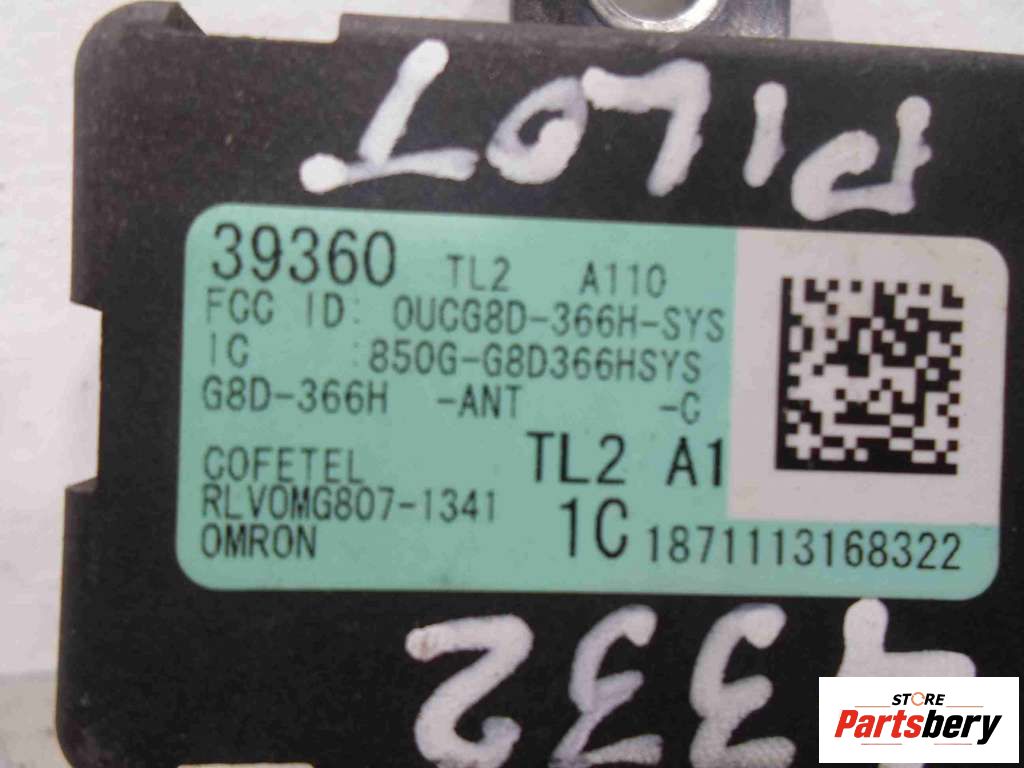 PILOT
39360 TL2 A110
FCC ID: OUCG8D-366H-SYS
IC :850G-G8D366HSYS
G8D-366H -ANT -C
COFETEL TL2 A1
RLVOMG807-1341
OMRON 1C 1871113168322
STORE
Partsbery